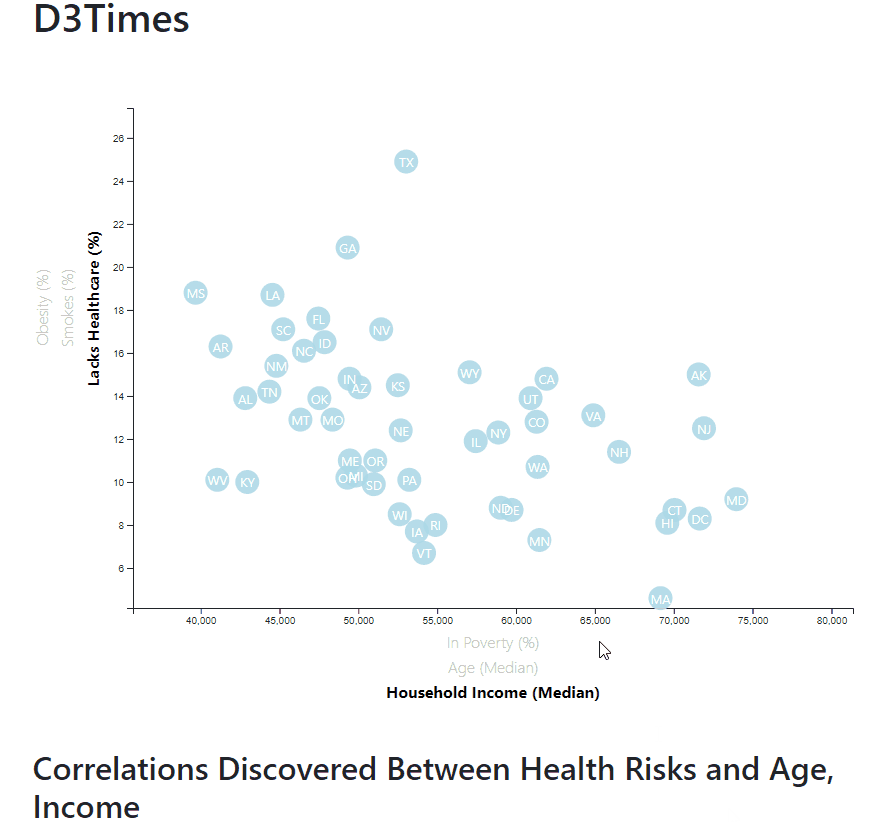 D3Times
Obesity (%)
Smokes (%)
Lacks Healthcare (%)
26
24
22
20
18
16
14
12
10
8
6
TX
GA
MS
LA
FL
SC
NV
ID
AR
NC
NM
WY
AK
IN
CA
AZ
KS
TN
AL
OK
UT
VA
MT
MO
CO
NJ
NE
NY
IL
NH
ME
OR
WA
OH
MI
SD
WV
KY
PA
MD
ND
DE
CT
WI
DC
HI
RI
IA
MN
VT
MA
40,000
45,000
50,000
55,000
60,000
65,000
70,000
75,000
80,000
In Poverty (%)
Age (Median)
Household Income (Median)
Correlations Discovered Between Health Risks and Age,
Income